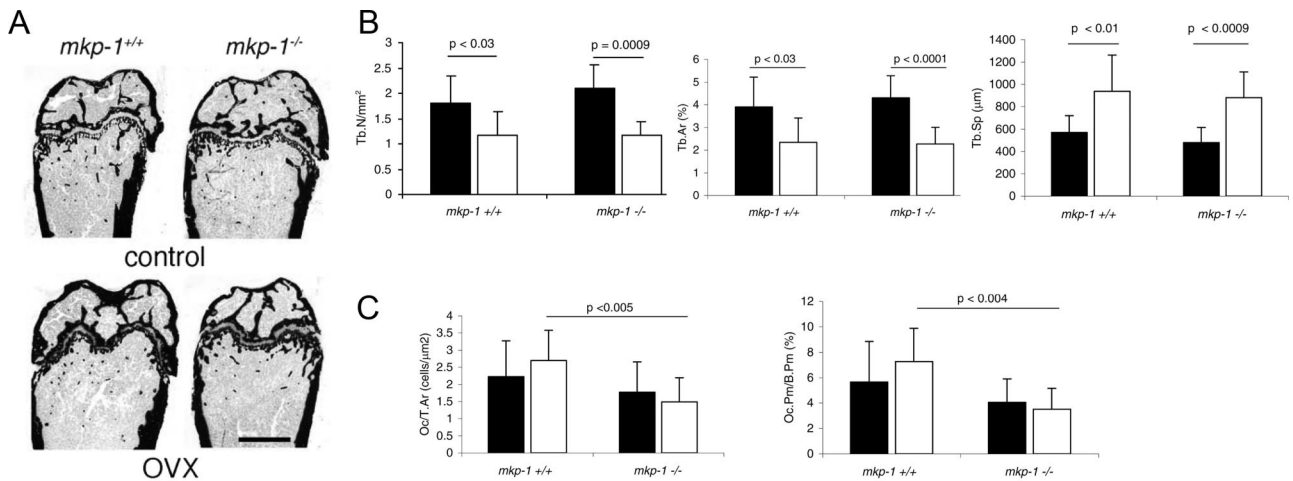 A
mkp-1+/+ mkp-1-/-
control
OVX
B
Tb.N/mm²
2.5
2
1.5
1
0.5
0
p < 0.03
p = 0.0009
mkp-1 +/+ mkp-1 -/-
Tb.Ar (%)
6
5
4
3
2
1
0
p < 0.03
p <0.0001
mkp-1 +/+ mkp-1 -/-
Tb.Sp (µm)
1400
1200
1000
800
600
400
200
0
p < 0.01
p < 0.0009
mkp-1 +/+ mkp-1 -/-
C
Oc/T.Ar (cells/µm2)
4
3.5
3
2.5
2
1.5
1
0.5
0
p <0.005
mkp-1 +/+ mkp-1 -/-
Oc.Pm/B.Pm (%)
12
10
8
6
4
2
0
p < 0.004
mkp-1 +/+ mkp-1 -/-